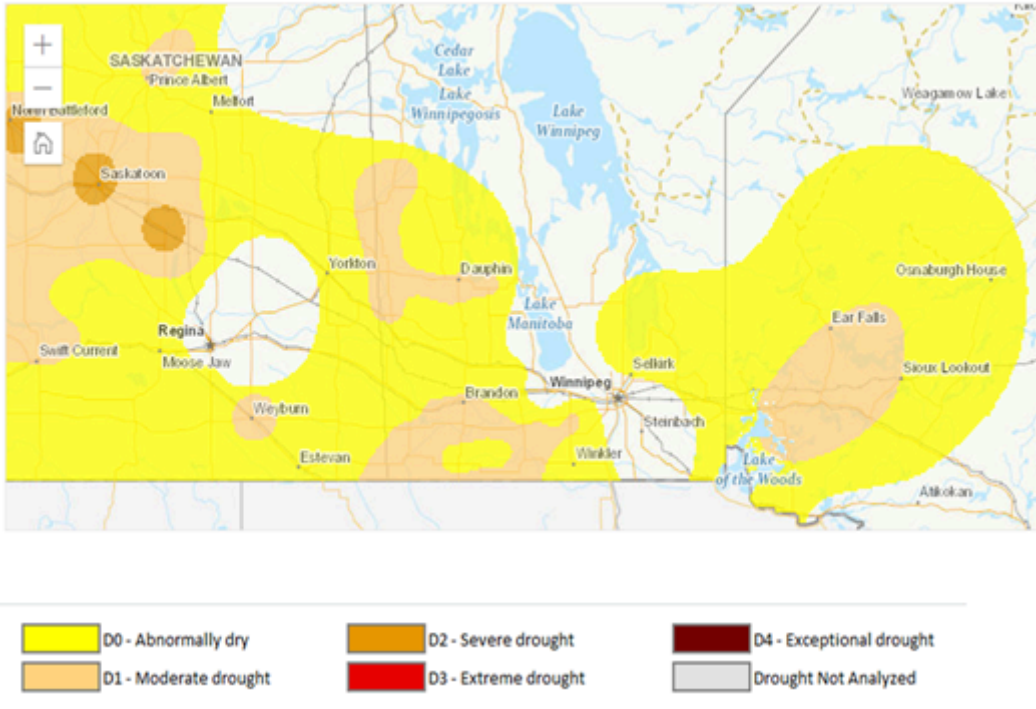 +
SASKATCHEWAN
Prince Albert
−
North Battleford
Melfort
Saskatoon
Cedar
Lake
Lake
Winnipegosis
Lake
Winnipeg
Weagamow Lake
Yorkton
Dauphin
Lake
Manitoba
Osnaburgh House
Ear Falls
Regina
Moose Jaw
Swift Current
Selkirk
Winnipeg
Sioux Lookout
Brandon
Weyburn
Steinbach
Estevan
Winkler
Lake
of the Woods
Atikokan
D0 - Abnormally dry
D2 - Severe drought
D4 - Exceptional drought
D1 - Moderate drought
D3 - Extreme drought
Drought Not Analyzed